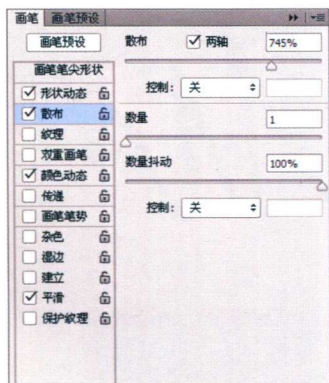 画笔 画笔预设
画笔预设
散布 两轴 745%
画笔笔尖形状
形状动态
控制: 关
散布
数量 1
纹理
双重画笔
数量抖动 100%
颜色动态
传递
控制: 关
画笔笔势
杂色
湿边
建立
平滑
保护纹理